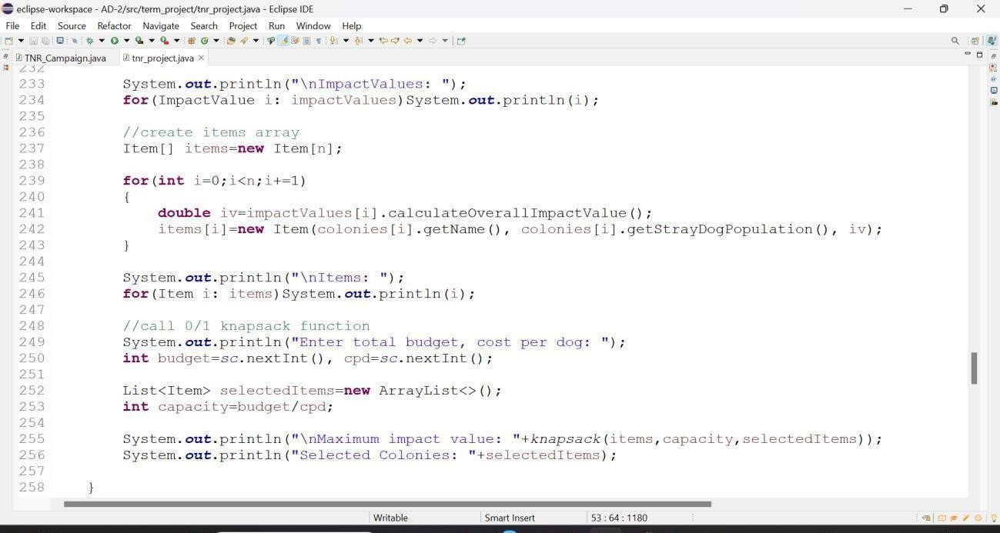 eclipse-workspace - AD-2/src/term_project/tnr_project.java - Eclipse IDE
File Edit Source Refactor Navigate Search Project Run Window Help
TNR_Campaign.java tnr_project.java
232
233 System.out.println("\nImpactValues: ");
234 for(ImpactValue i: impactValues)System.out.println(i);
235
236 //create items array
237 Item[] items=new Item[n];
238
239 for(int i=0;i<n;i+=1)
240 {
241 double iv=impactValues[i].calculateOverallImpactValue();
242 items[i]=new Item(colonies[i].getName(), colonies[i].getStrayDogPopulation(), iv);
243 }
244
245 System.out.println("\nItems: ");
246 for(Item i: items)System.out.println(i);
247
248 //call 0/1 knapsack function
249 System.out.println("Enter total budget, cost per dog: ");
250 int budget=sc.nextInt(), cpd=sc.nextInt();
251
252 List<Item> selectedItems=new ArrayList<>();
253 int capacity=budget/cpd;
254
255 System.out.println("\nMaximum impact value: "+knapsack(items,capacity,selectedItems));
256 System.out.println("Selected Colonies: "+selectedItems);
257
258 }
Writable Smart Insert 53 : 64 : 1180